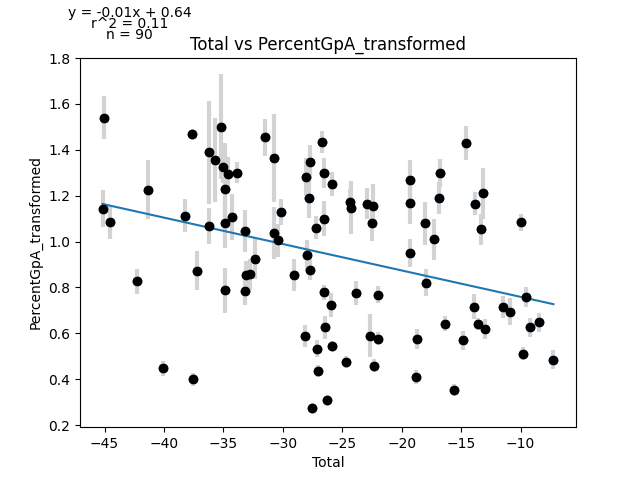 y = -0.01x + 0.64
r^2 = 0.11
n = 90
Total vs PercentGpA_transformed
PercentGpA_transformed
1.8
1.6
1.4
1.2
1.0
0.8
0.6
0.4
0.2
−45 −40 −35 −30 −25 −20 −15 −10
Total